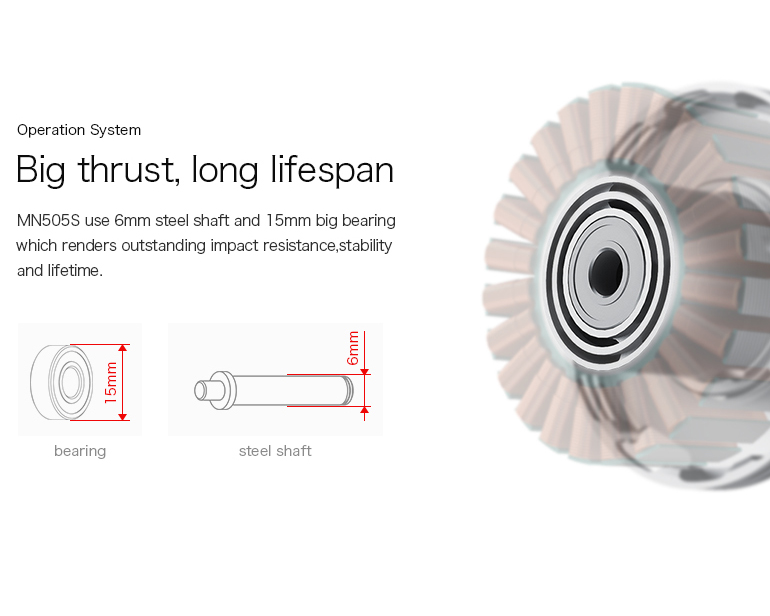 Operation System
Big thrust, long lifespan
MN505S use 6mm steel shaft and 15mm big bearing
which renders outstanding impact resistance,stability
and lifetime.
15mm
6mm
bearing
steel shaft